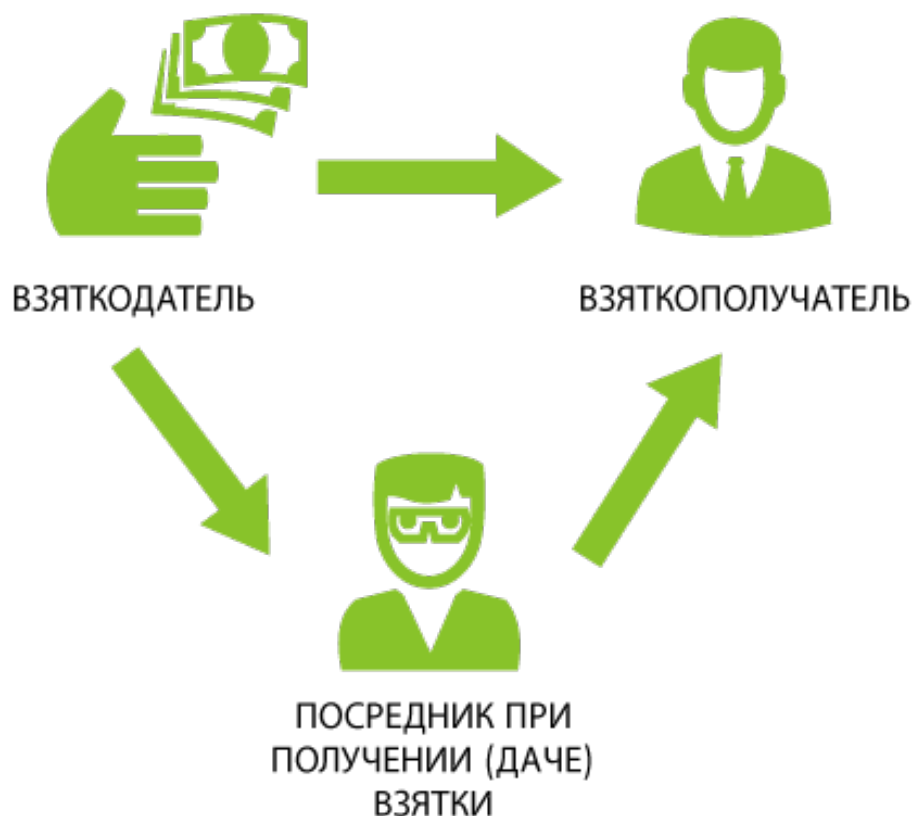 ВЗЯТКОДАТЕЛЬ
ВЗЯТКОПОЛУЧАТЕЛЬ
ПОСРЕДНИК ПРИ
ПОЛУЧЕНИИ (ДАЧЕ)
ВЗЯТКИ